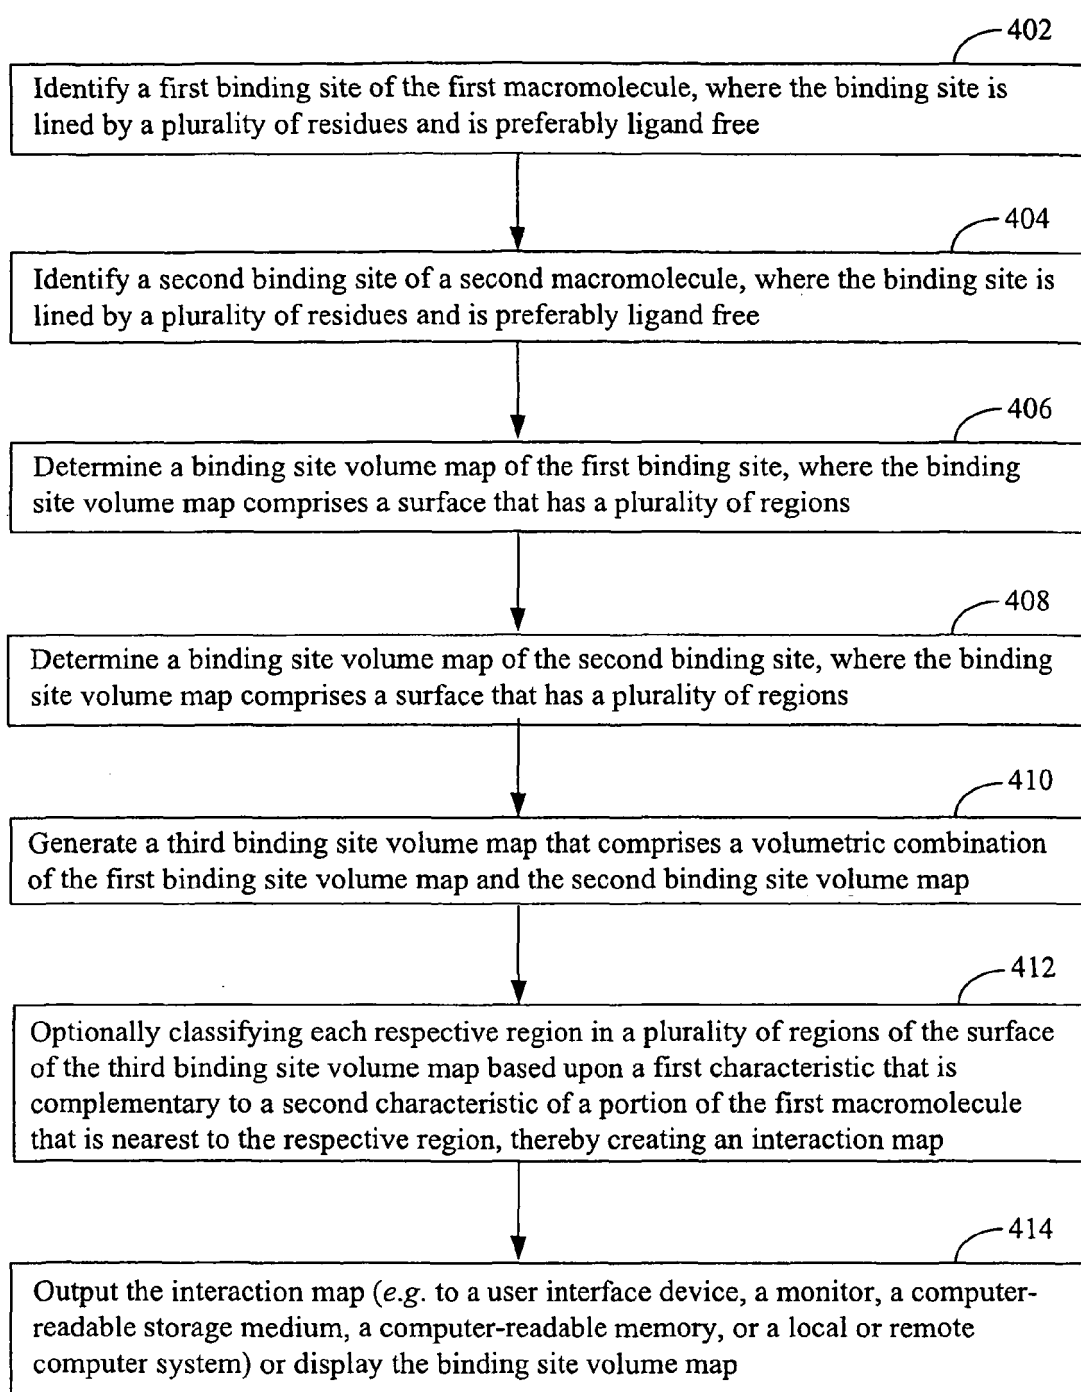 402
Identify a first binding site of the first macromolecule, where the binding site is
lined by a plurality of residues and is preferably ligand free
404
Identify a second binding site of a second macromolecule, where the binding site is
lined by a plurality of residues and is preferably ligand free
406
Determine a binding site volume map of the first binding site, where the binding
site volume map comprises a surface that has a plurality of regions
408
Determine a binding site volume map of the second binding site, where the binding
site volume map comprises a surface that has a plurality of regions
410
Generate a third binding site volume map that comprises a volumetric combination
of the first binding site volume map and the second binding site volume map
412
Optionally classifying each respective region in a plurality of regions of the surface
of the third binding site volume map based upon a first characteristic that is
complementary to a second characteristic of a portion of the first macromolecule
that is nearest to the respective region, thereby creating an interaction map
414
Output the interaction map (e.g. to a user interface device, a monitor, a computer-
readable storage medium, a computer-readable memory, or a local or remote
computer system) or display the binding site volume map